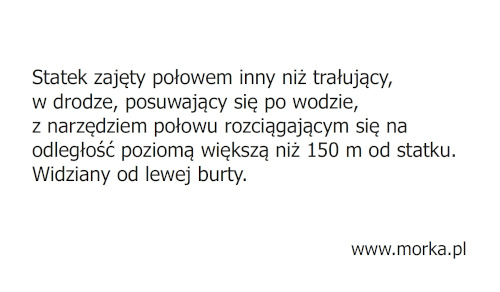 Statek zajęty połowem inny niż trałujący,
w drodze, posuwający się po wodzie,
z narzędziem połowu rozciągającym się na
odległość poziomą większą niż 150 m od statku.
Widziany od lewej burty.
www.morka.pl